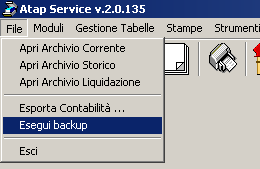 Atap Service v.2.0.135
File Moduli Gestione Tabelle Stampe Strumenti
Apri Archivio Corrente
Apri Archivio Storico
Apri Archivio Liquidazione
Esporta Contabilità ...
Esegui backup
Esci